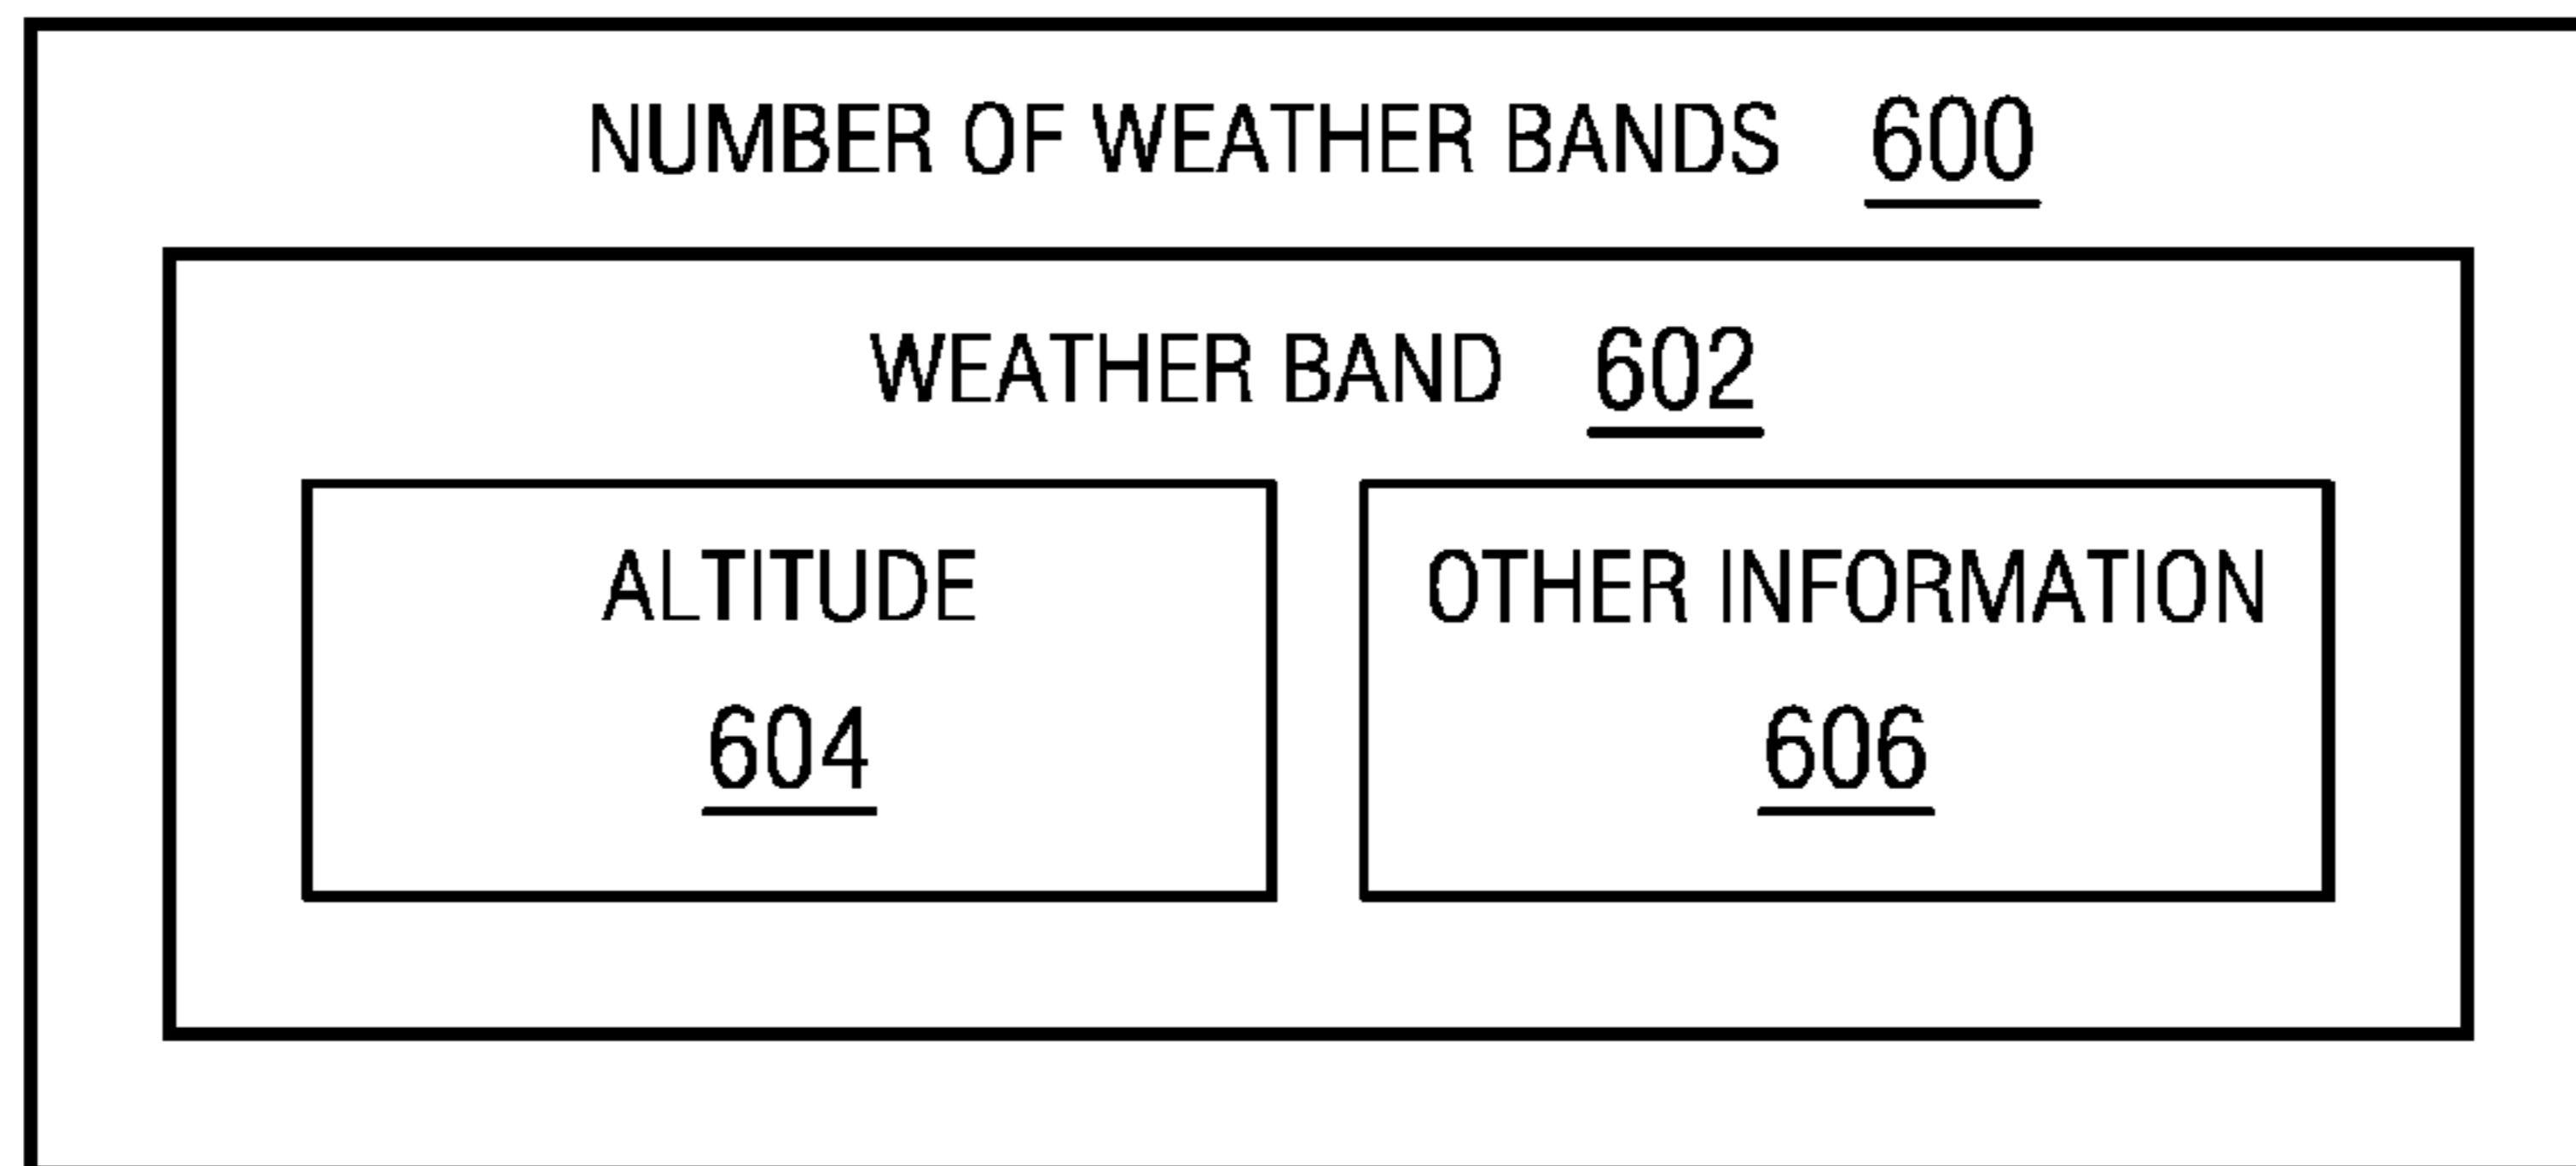 NUMBER OF WEATHER BANDS 600
WEATHER BAND 602
ALTITUDE
604
OTHER INFORMATION
606